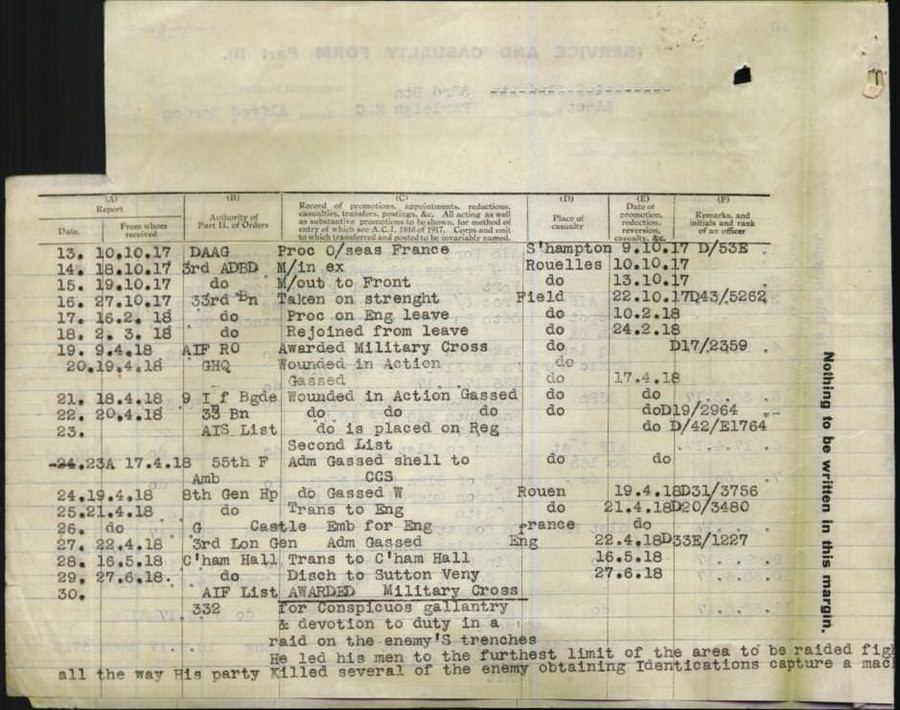 (A)
Report
(B)
Authority of
Part II. of Orders
(C)
Record of promotions, appointments, reductions,
casualties, transfers, postings, &c. All acting as well
as substantive promotions to be shown, for method of
entry of which see A.C.I., 1816 of 1917. Corps and unit
to which transferred and posted to be invariably named.
(D)
Place of
casualty
(E)
Date of
promotion,
reduction,
reversion,
casualty, &c.
(F)
Remarks, and
initials and rank
of an officer
Date.
From whom
received.
13. 10.10.17 DAAG Proc O/seas France S'hampton 9.10.17 D/53E
14. 18.10.17 3rd ADBD M/in ex Rouelles 10.10.17
15. 19.10.17 do M/out to Front do 13.10.17
16. 27.10.17 33rd Bn Taken on strenght Field 22.10.17D43/5262
17. 16.2. 18 do Proc on Eng leave do 10.2.18
18. 2. 3. 18 do Rejoined from leave do 24.2.18
19. 9.4.18 AIF RO Awarded Military Cross do D17/2359
20.19.4.18 GHQ Wounded in Action do
Gassed do 17.4.18
21. 18.4.18 9 I f Bgde Wounded in Action Gassed do do
22. 20.4.18 33 Bn do do do do doD19/2964
23. AIS List do is placed on Reg do D/42/E1764
Second List
24.23A 17.4.18 55th F Adm Gassed shell to do do
Amb CCS
24.19.4.18 8th Gen Hp do Gassed W Rouen 19.4.18D31/3756
25.21.4.18 do Trans to Eng do 21.4.18D20/3480
26. do G Castle Emb for Eng France do
27. 22.4.18 3rd Lon Gen Adm Gassed Eng 22.4.18D33E/1227
28. 16.5.18 C'ham Hall Trans to C'ham Hall 16.5.18
29. 27.6.18. do Disch to Sutton Veny 27.6.18
30. AIF List AWARDED Military Cross
332 for Conspicuos gallantry
& devotion to duty in a
raid on the enemy'S trenches
He led his men to the furthest limit of the area to be raided fig
all the way His party Killed several of the enemy obtaining Identications capture a mac
Nothing to be written in this margin.